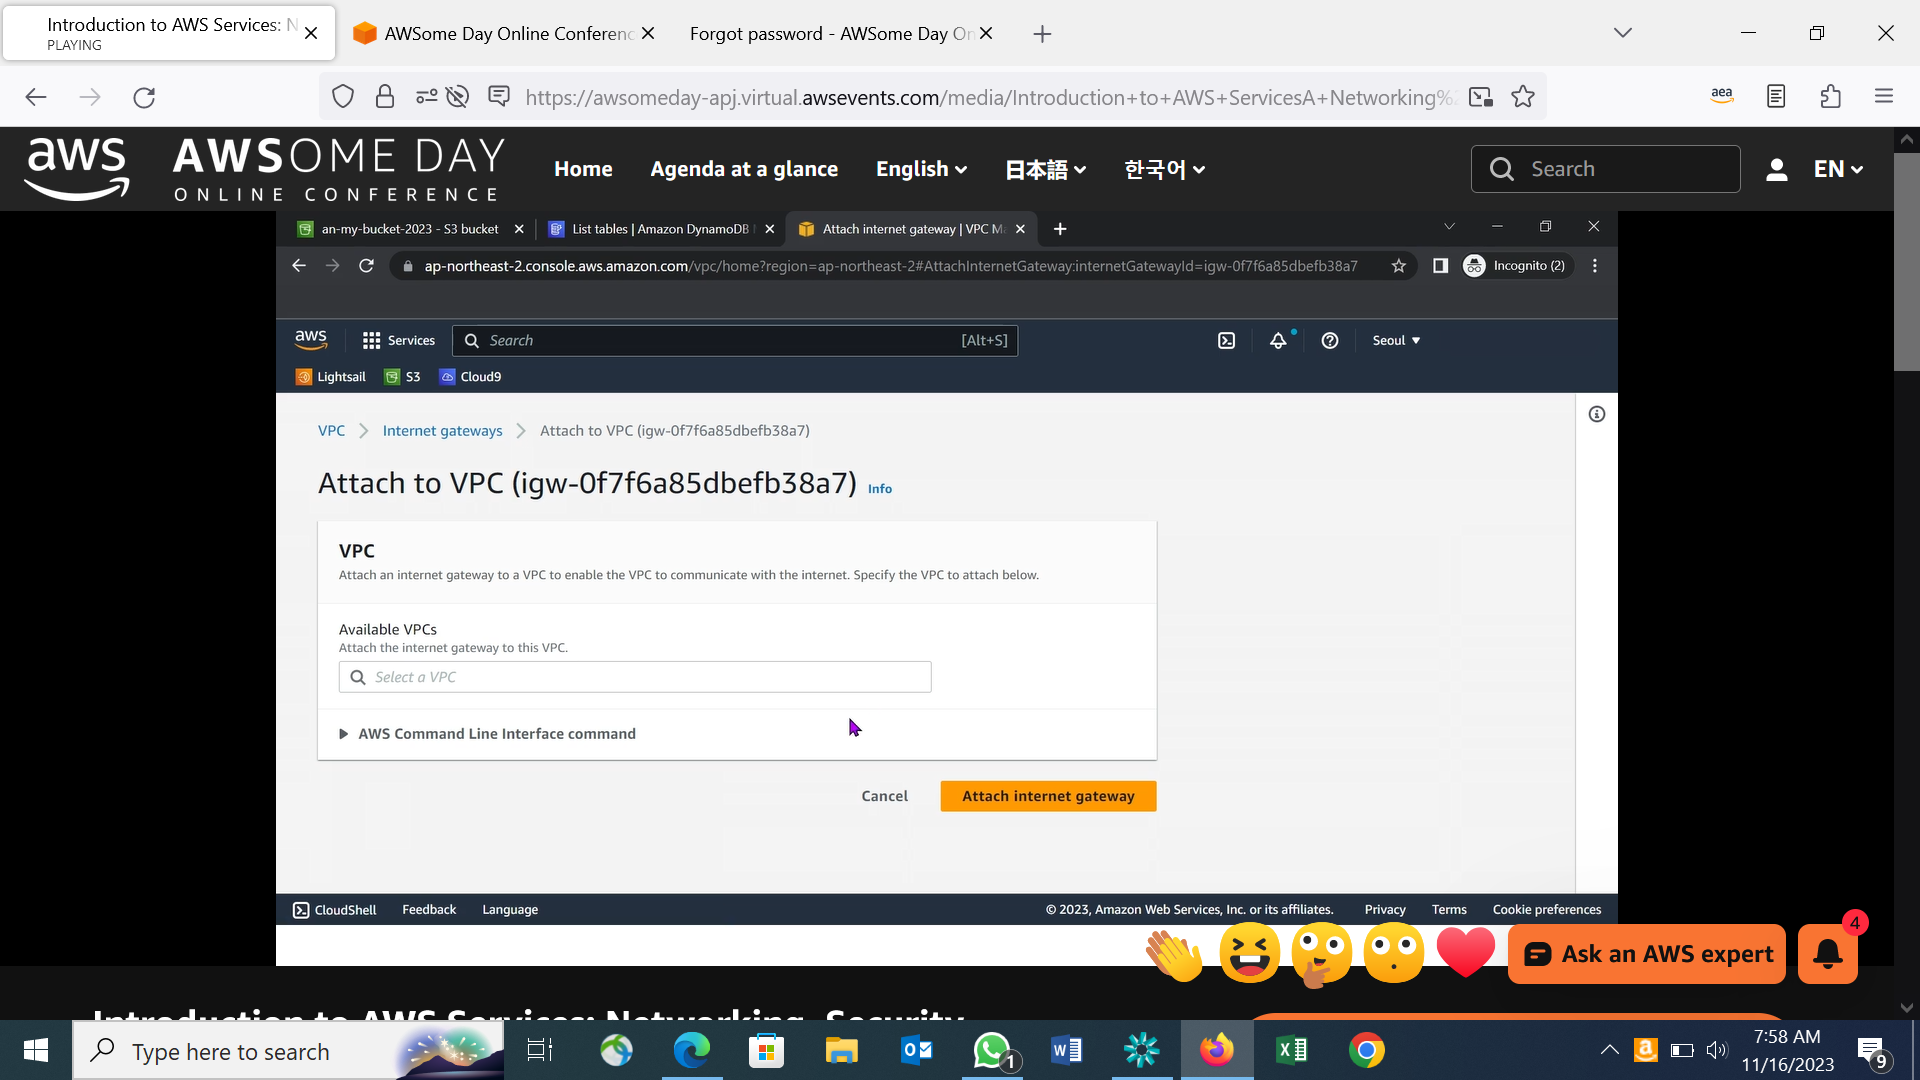 Introduction to AWS Services: N
PLAYING
AWSome Day Online Conferenc
Forgot password - AWSome Day On
https://awsomeday-apj.virtual.awsevents.com/media/Introduction+to+AWS+ServicesA+Networking%2
aea
aws
AWSOME DAY
ONLINE CONFERENCE
Home
Agenda at a glance
English
日本語
한국어
Search
EN
an-my-bucket-2023 - S3 bucket
List tables | Amazon DynamoDB
Attach internet gateway | VPC Ma
ap-northeast-2.console.aws.amazon.com/vpc/home?region=ap-northeast-2#AttachInternetGateway:internetGatewayId=igw-0f7f6a85dbefb38a7
Incognito (2)
aws
Services
Search
[Alt+S]
Seoul
Lightsail
S3
Cloud9
VPC
Internet gateways
Attach to VPC (igw-0f7f6a85dbefb38a7)
Attach to VPC (igw-0f7f6a85dbefb38a7) Info
VPC
Attach an internet gateway to a VPC to enable the VPC to communicate with the internet. Specify the VPC to attach below.
Available VPCs
Attach the internet gateway to this VPC.
Select a VPC
AWS Command Line Interface command
Cancel
Attach internet gateway
CloudShell
Feedback
Language
© 2023, Amazon Web Services, Inc. or its affiliates.
Privacy
Terms
Cookie preferences
Ask an AWS expert
4
Introduction to AWS Services: Networking, Security
Type here to search
1
7:58 AM
11/16/2023
9